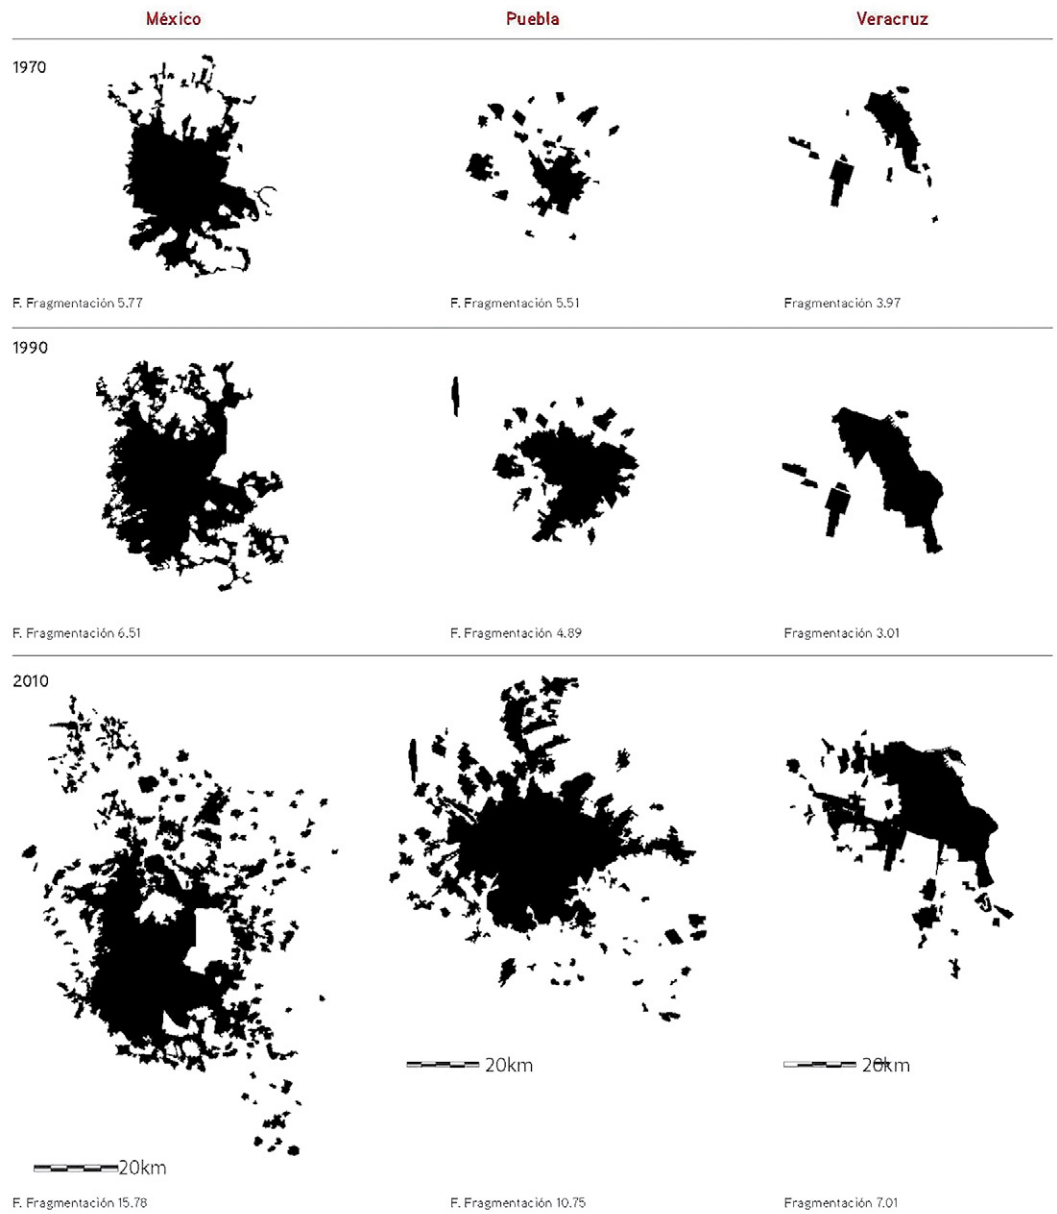 México Puebla Veracruz
1970
F. Fragmentación 5.77 F. Fragmentación 5.51 Fragmentación 3.97
1990
F. Fragmentación 6.51 F. Fragmentación 4.89 Fragmentación 3.01
2010
20km 20km
20km
F. Fragmentación 15.78 F. Fragmentación 10.75 Fragmentación 7.01